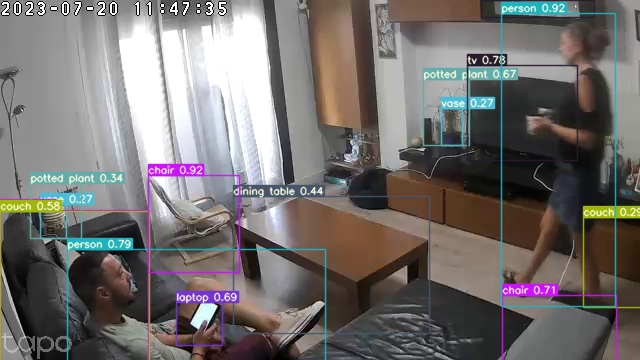 2023-07-20 11:47:35
person 0.92
tv 0.78
potted plant 0.67
vase 0.27
chair 0.92
potted plant 0.34
dining table 0.44
couch 0.58
couch 0.29
person 0.79
chair 0.71
laptop 0.69
tapo